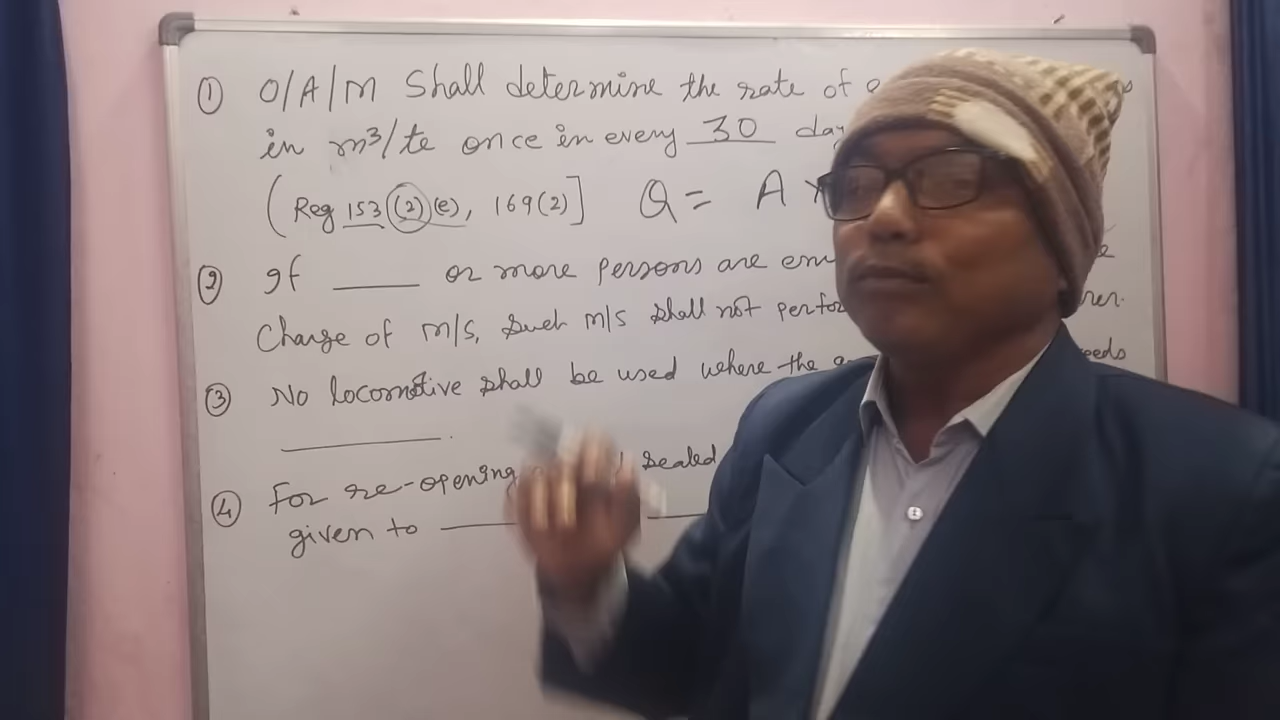 ① O/A/M Shall determine the rate of
in m³/te once in every 30 day
(Reg 153(2)(e), 169(2)] Q = A ×
② If ____ or more persons are em
Charge of M/S, Such M/S shall not perfor
③ No locomotive shall be used where the
________.
④ For re-opening sealed
given to ____